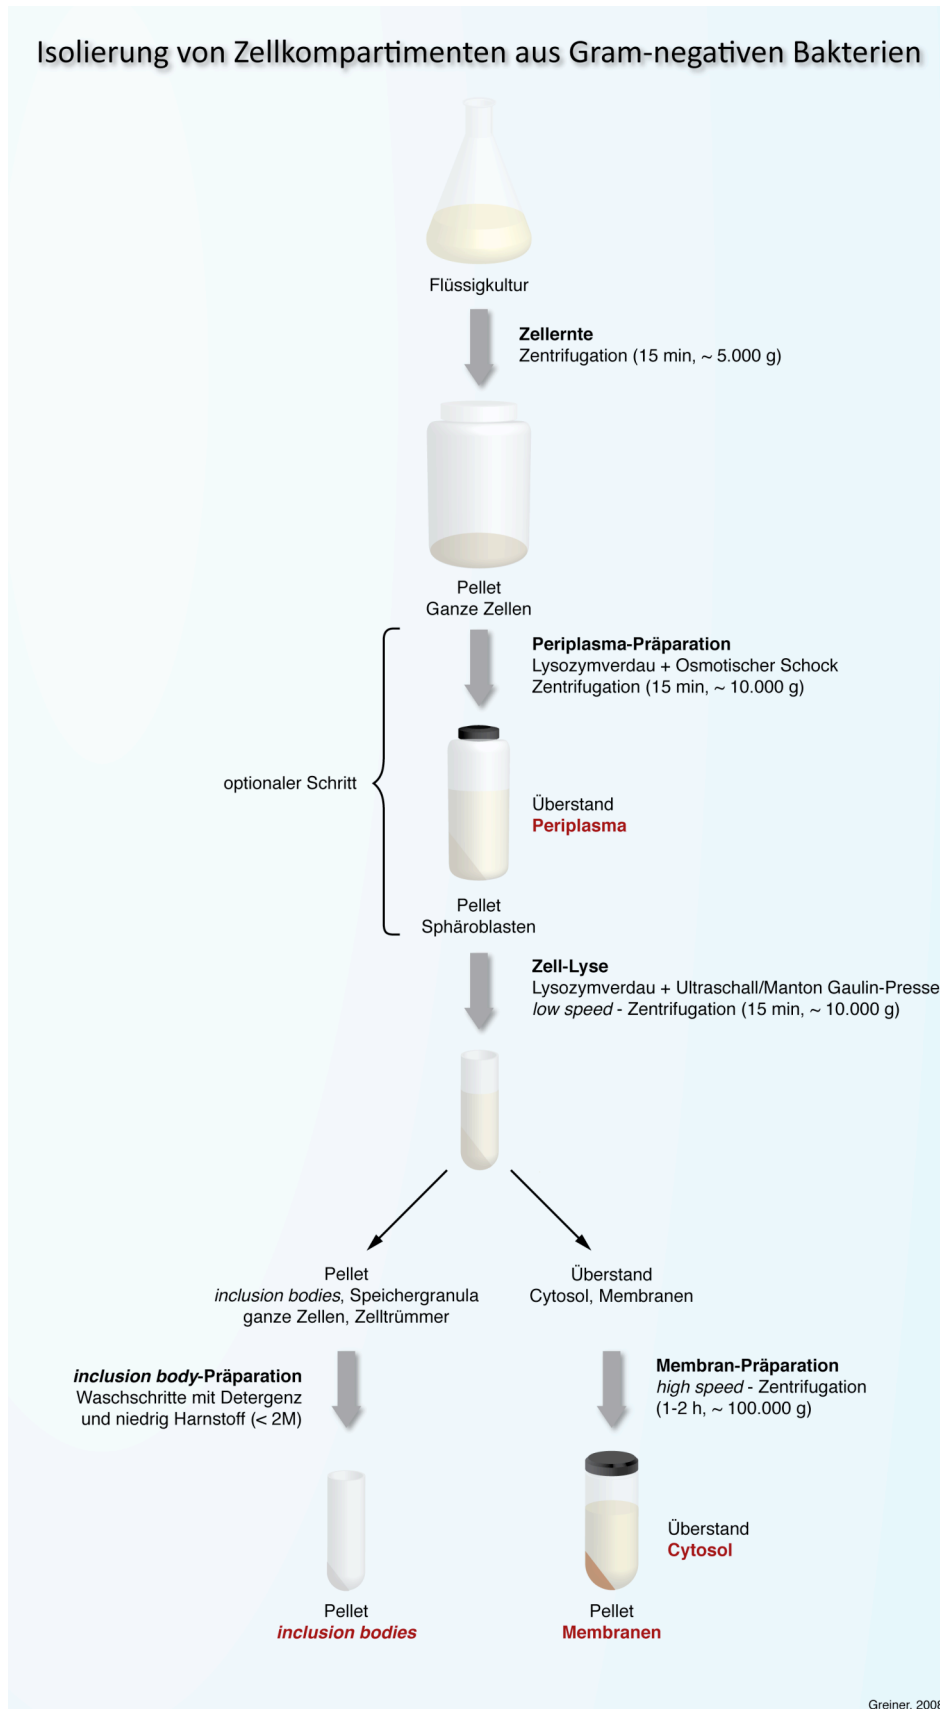 Isolierung von Zellkompartimenten aus Gram-negativen Bakterien
Flüssigkultur
Zellernte
Zentrifugation (15 min, ~ 5.000 g)
Pellet
Ganze Zellen
Periplasma-Präparation
Lysozymverdau + Osmotischer Schock
Zentrifugation (15 min, ~ 10.000 g)
optionaler Schritt
Überstand
Periplasma
Pellet
Sphäroblasten
Zell-Lyse
Lysozymverdau + Ultraschall/Manton Gaulin-Presse
low speed - Zentrifugation (15 min, ~ 10.000 g)
Pellet
inclusion bodies, Speichergranula
ganze Zellen, Zelltrümmer
Überstand
Cytosol, Membranen
inclusion body-Präparation
Waschschritte mit Detergenz
und niedrig Harnstoff (< 2M)
Membran-Präparation
high speed - Zentrifugation
(1-2 h, ~ 100.000 g)
Überstand
Cytosol
Pellet
inclusion bodies
Pellet
Membranen
Greiner, 2008